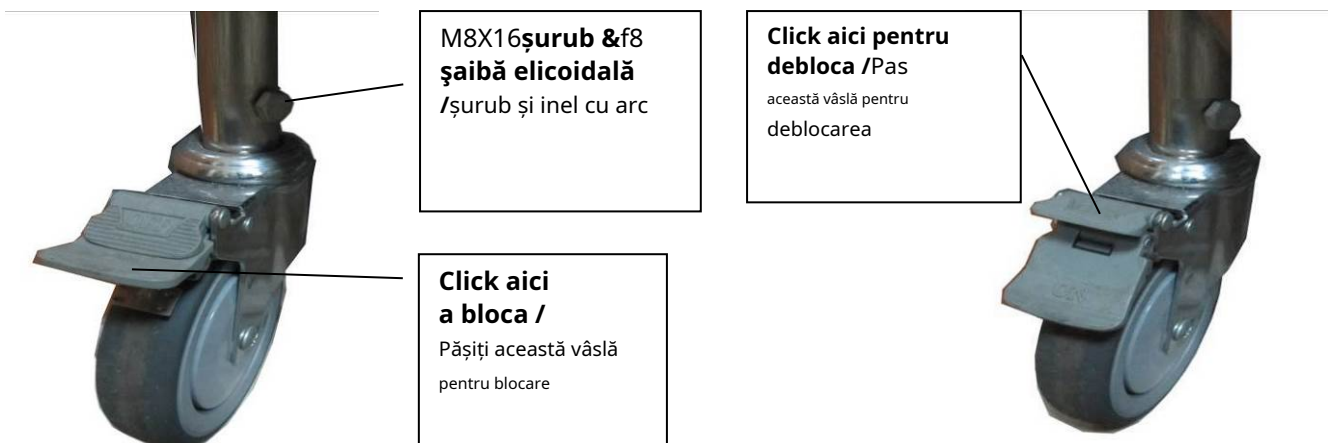 M8X16șurub &f8
şaibă elicoidală
/șurub și inel cu arc
Click aici
a bloca /
Pășiți această vâslă
pentru blocare
Click aici pentru
debloca /Pas
această vâslă pentru
deblocarea